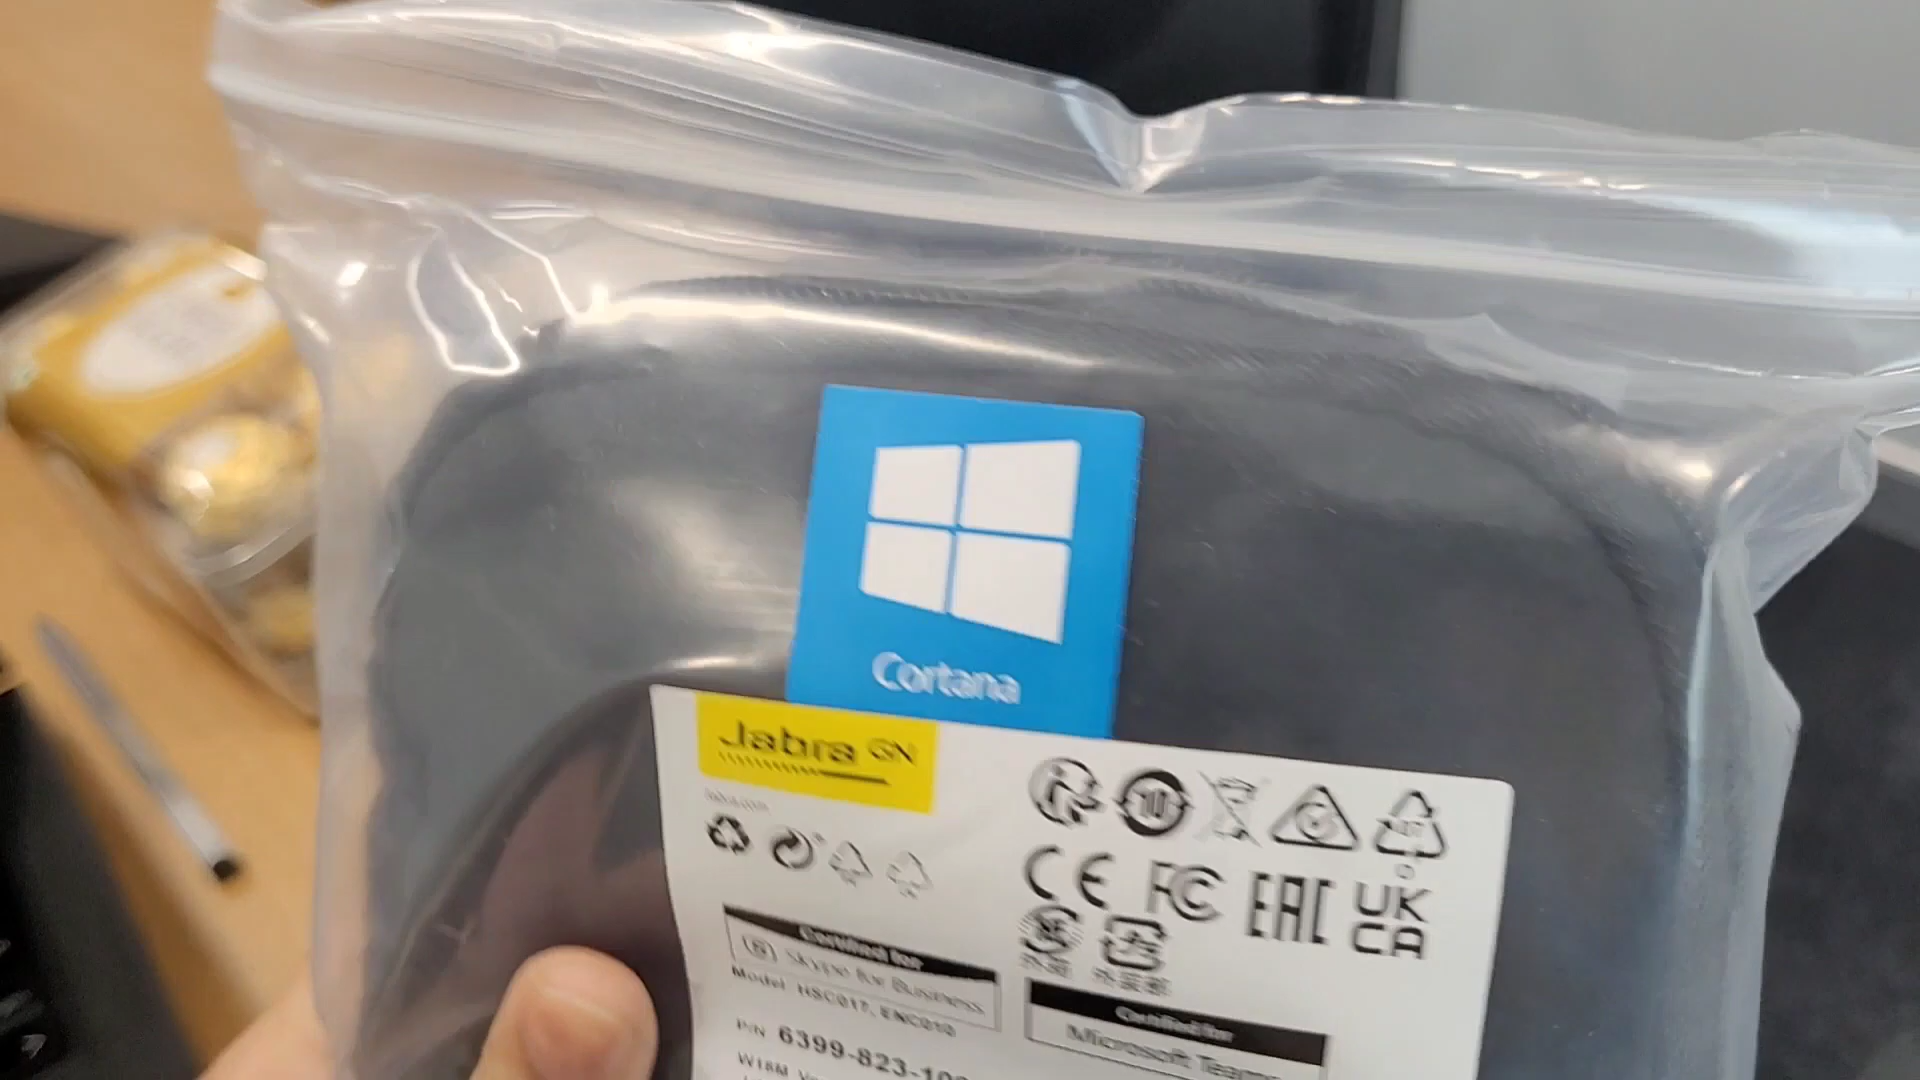 Cortana
Jabra GN
CE FC EAC UK
CA
Certified for
Skype for Business
Model HSC017, ENC010
P/N 6399-823-10
Certified for
Microsoft Teams